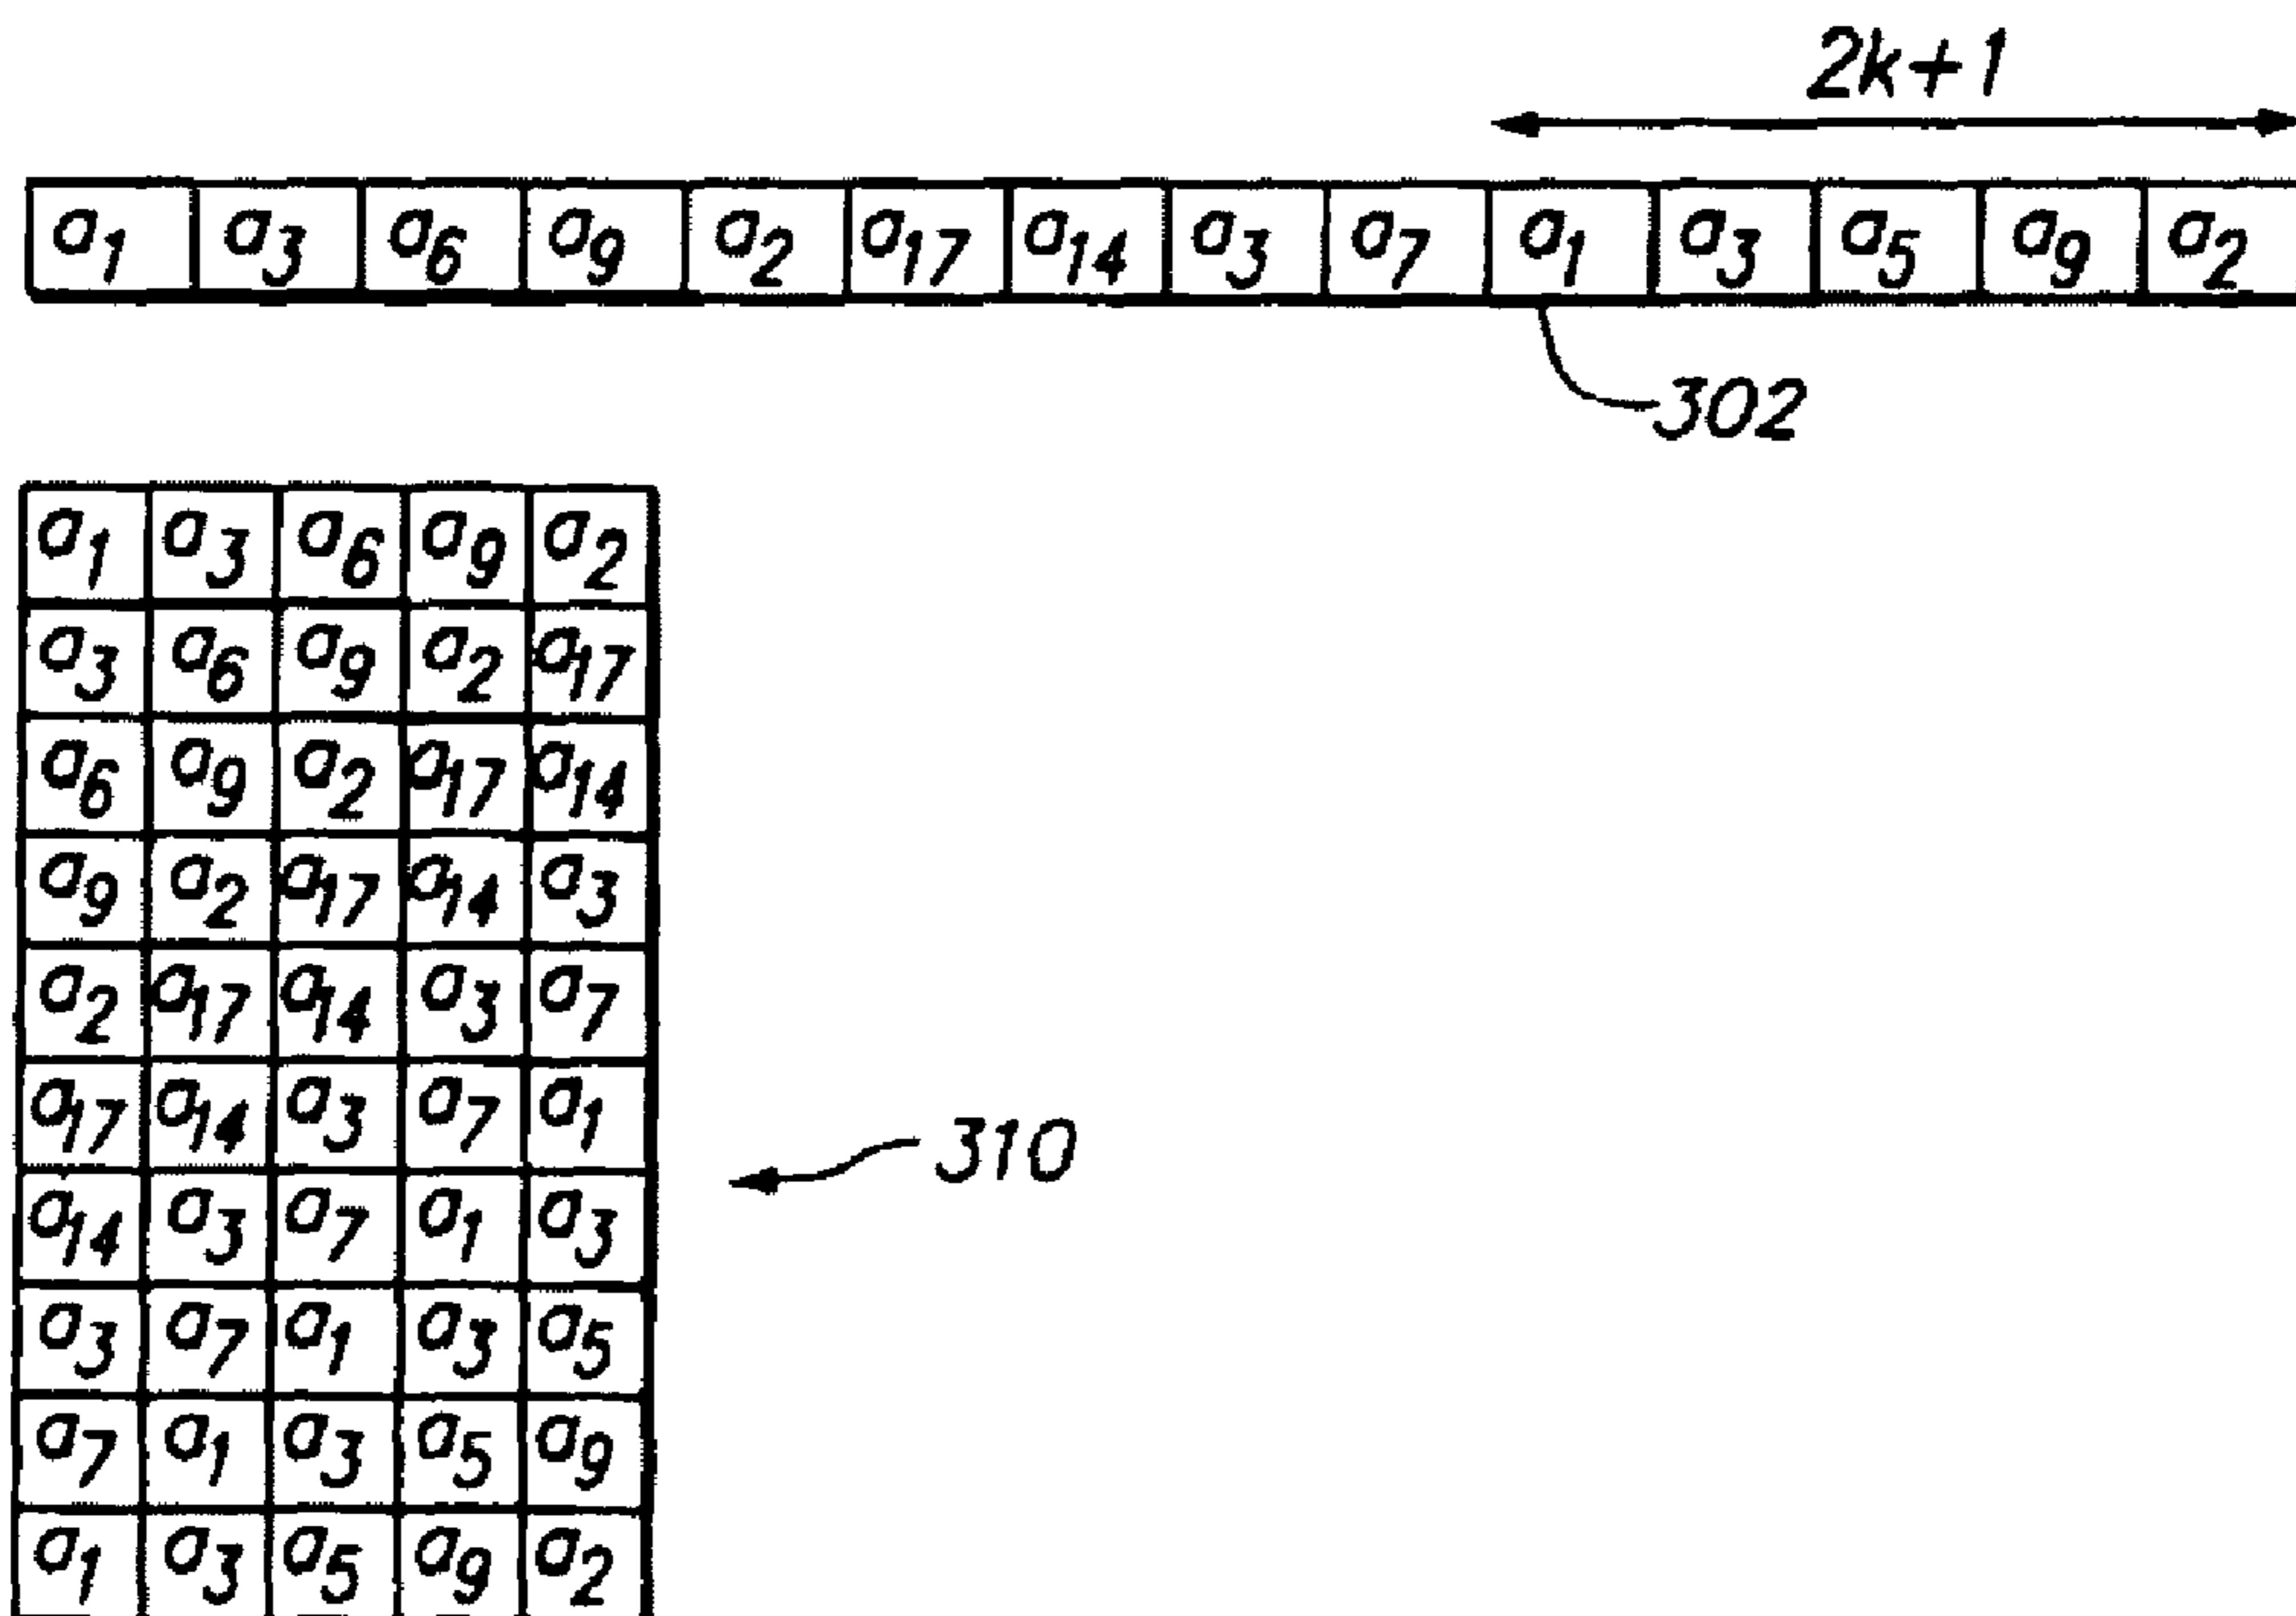 2k+1
a1 a3 a6 a9 a2 a17 a14 a3 a7 a1 a3 a5 a9 a2
302
a1 a3 a6 a9 a2
a3 a6 a9 a2 a17
a6 a9 a2 a17 a14
a9 a2 a17 a14 a3
a2 a17 a14 a3 a7
a17 a14 a3 a7 a1
310
a14 a3 a7 a1 a3
a3 a7 a1 a3 a5
a7 a1 a3 a5 a9
a1 a3 a5 a9 a2